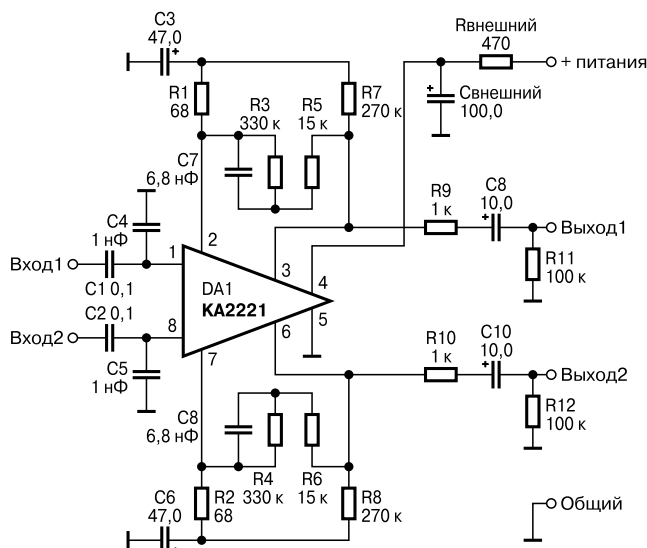 C3
47,0
+
Rвнешний
470
+ питания
R1
68
R3
330 к
R5
15 к
R7
270 к
+
Cвнешний
100,0
C7
6,8 нФ
C4
1 нФ
R9
1 к
C8
10,0
+
Выход1
R11
100 к
Вход1
C1 0,1
1
2
3
4
DA1
KA2221
Вход2
C2 0,1
8
7
6
5
C5
1 нФ
R10
1 к
C10
10,0
+
Выход2
R12
100 к
C8
6,8 нФ
R4
330 к
R6
15 к
C6
47,0
+
R2
68
R8
270 к
Общий